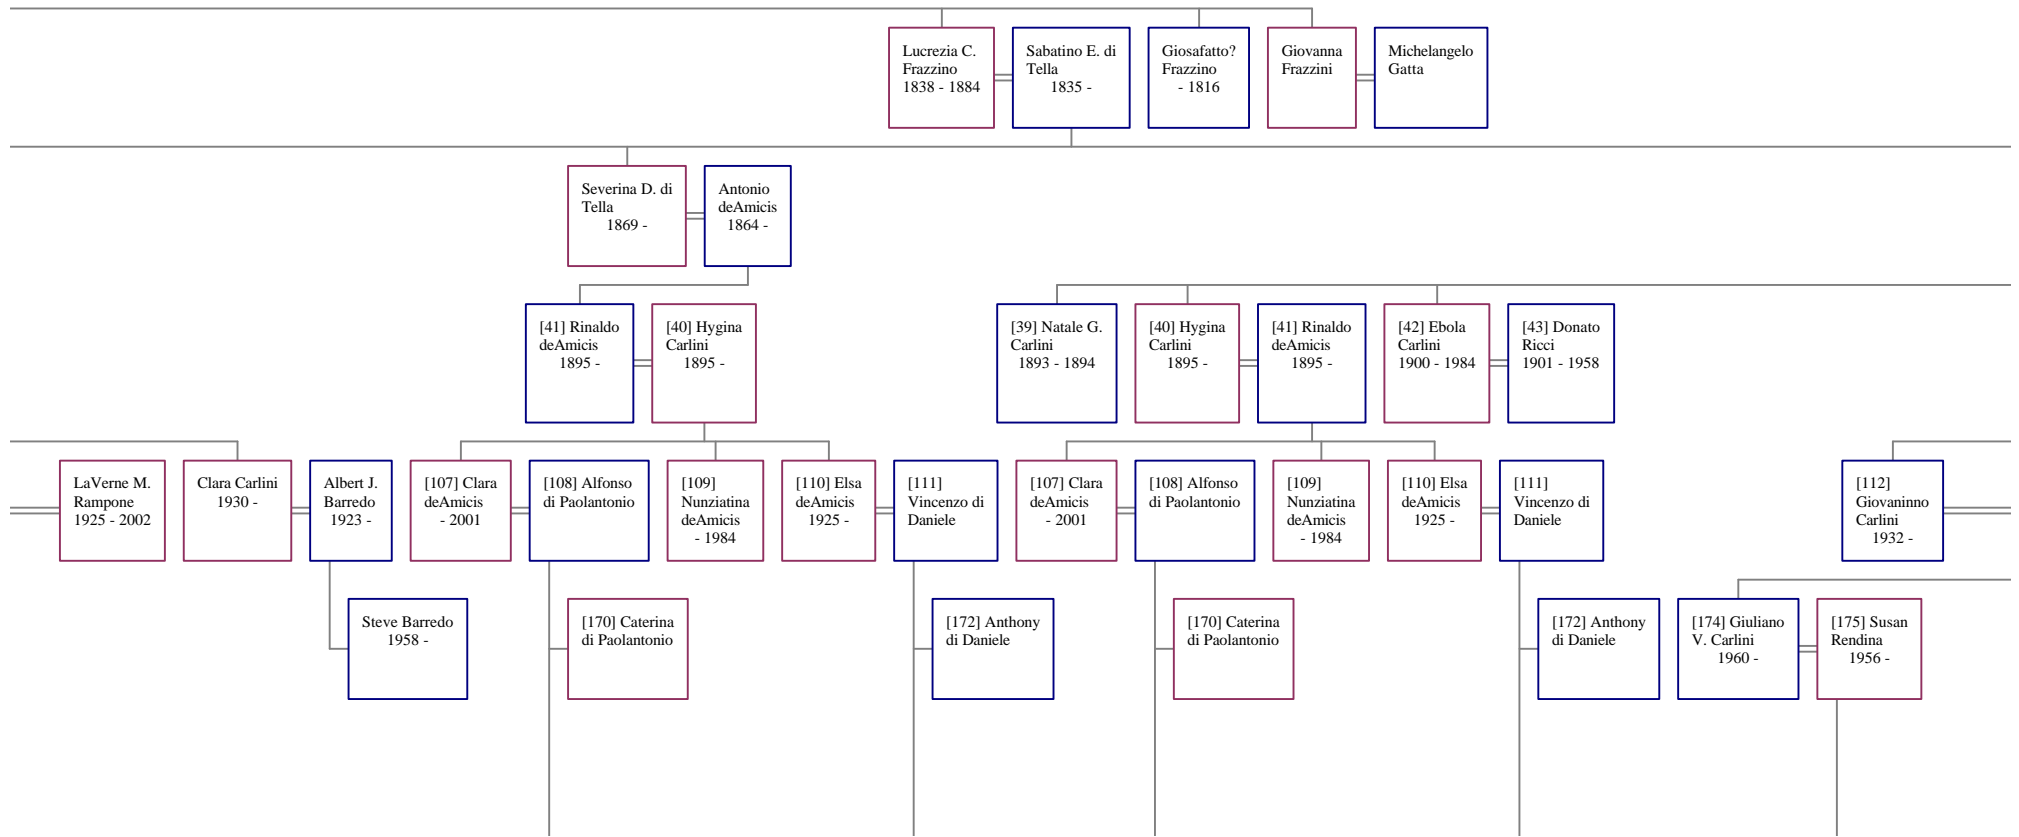 Lucrezia C.
Frazzino
1838 - 1884
Sabatino E. di
Tella
1835 -
Giosafatto?
Frazzino
- 1816
Giovanna
Frazzini
Michelangelo
Gatta
Severina D. di
Tella
1869 -
Antonio
deAmicis
1864 -
[41] Rinaldo
deAmicis
1895 -
[40] Hygina
Carlini
1895 -
[39] Natale G.
Carlini
1893 - 1894
[40] Hygina
Carlini
1895 -
[41] Rinaldo
deAmicis
1895 -
[42] Ebola
Carlini
1900 - 1984
[43] Donato
Ricci
1901 - 1958
LaVerne M.
Rampone
1925 - 2002
Clara Carlini
1930 -
Albert J.
Barredo
1923 -
[107] Clara
deAmicis
- 2001
[108] Alfonso
di Paolantonio
[109]
Nunziatina
deAmicis
- 1984
[110] Elsa
deAmicis
1925 -
[111]
Vincenzo di
Daniele
[107] Clara
deAmicis
- 2001
[108] Alfonso
di Paolantonio
[109]
Nunziatina
deAmicis
- 1984
[110] Elsa
deAmicis
1925 -
[111]
Vincenzo di
Daniele
[112]
Giovaninno
Carlini
1932 -
Steve Barredo
1958 -
[170] Caterina
di Paolantonio
[172] Anthony
di Daniele
[170] Caterina
di Paolantonio
[172] Anthony
di Daniele
[174] Giuliano
V. Carlini
1960 -
[175] Susan
Rendina
1956 -